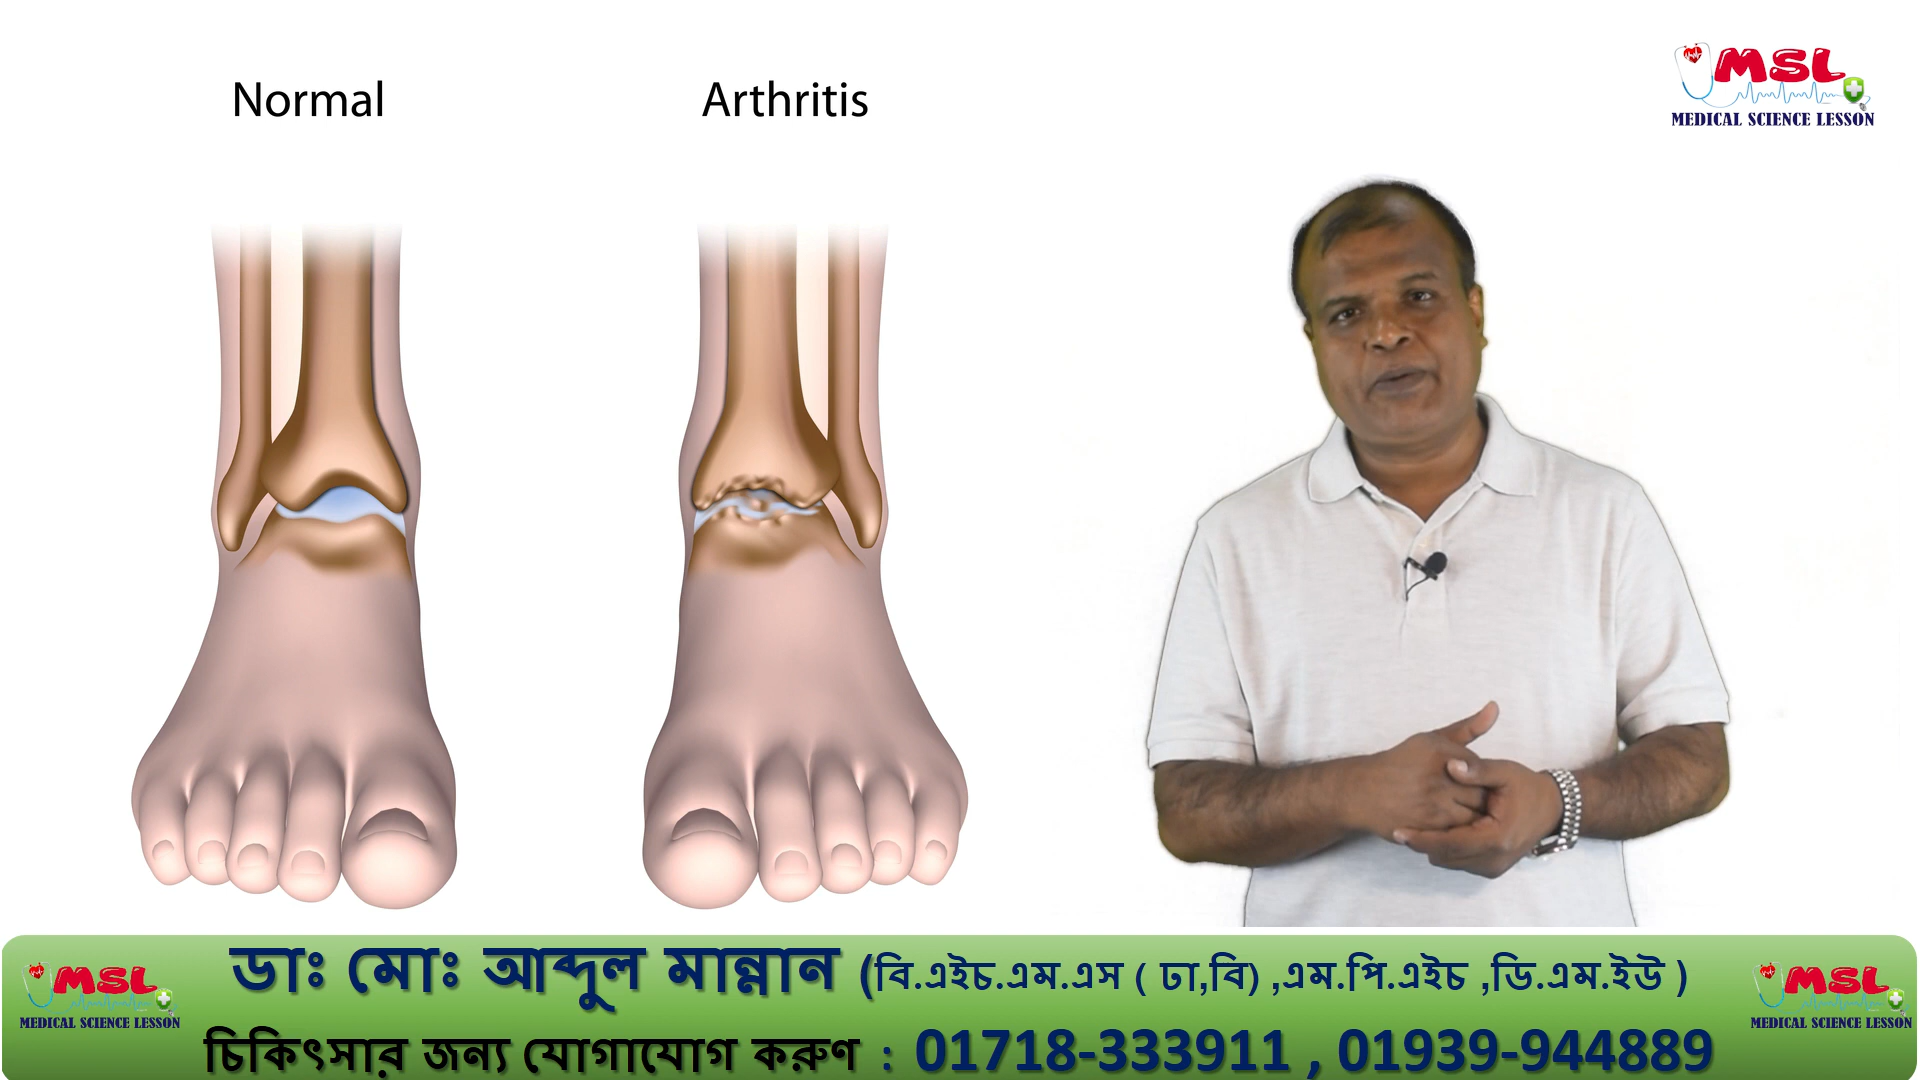 Normal
Arthritis
MSL
MEDICAL SCIENCE LESSON
ডাঃ মোঃ আব্দুল মান্নান (বি.এইচ.এম.এস ( ঢা,বি) ,এম.পি.এইচ ,ডি.এম.ইউ )
MSL
MEDICAL SCIENCE LESSON
MSL
MEDICAL SCIENCE LESSON
চিকিৎসার জন্য যোগাযোগ করুণ : 01718-333911 , 01939-944889